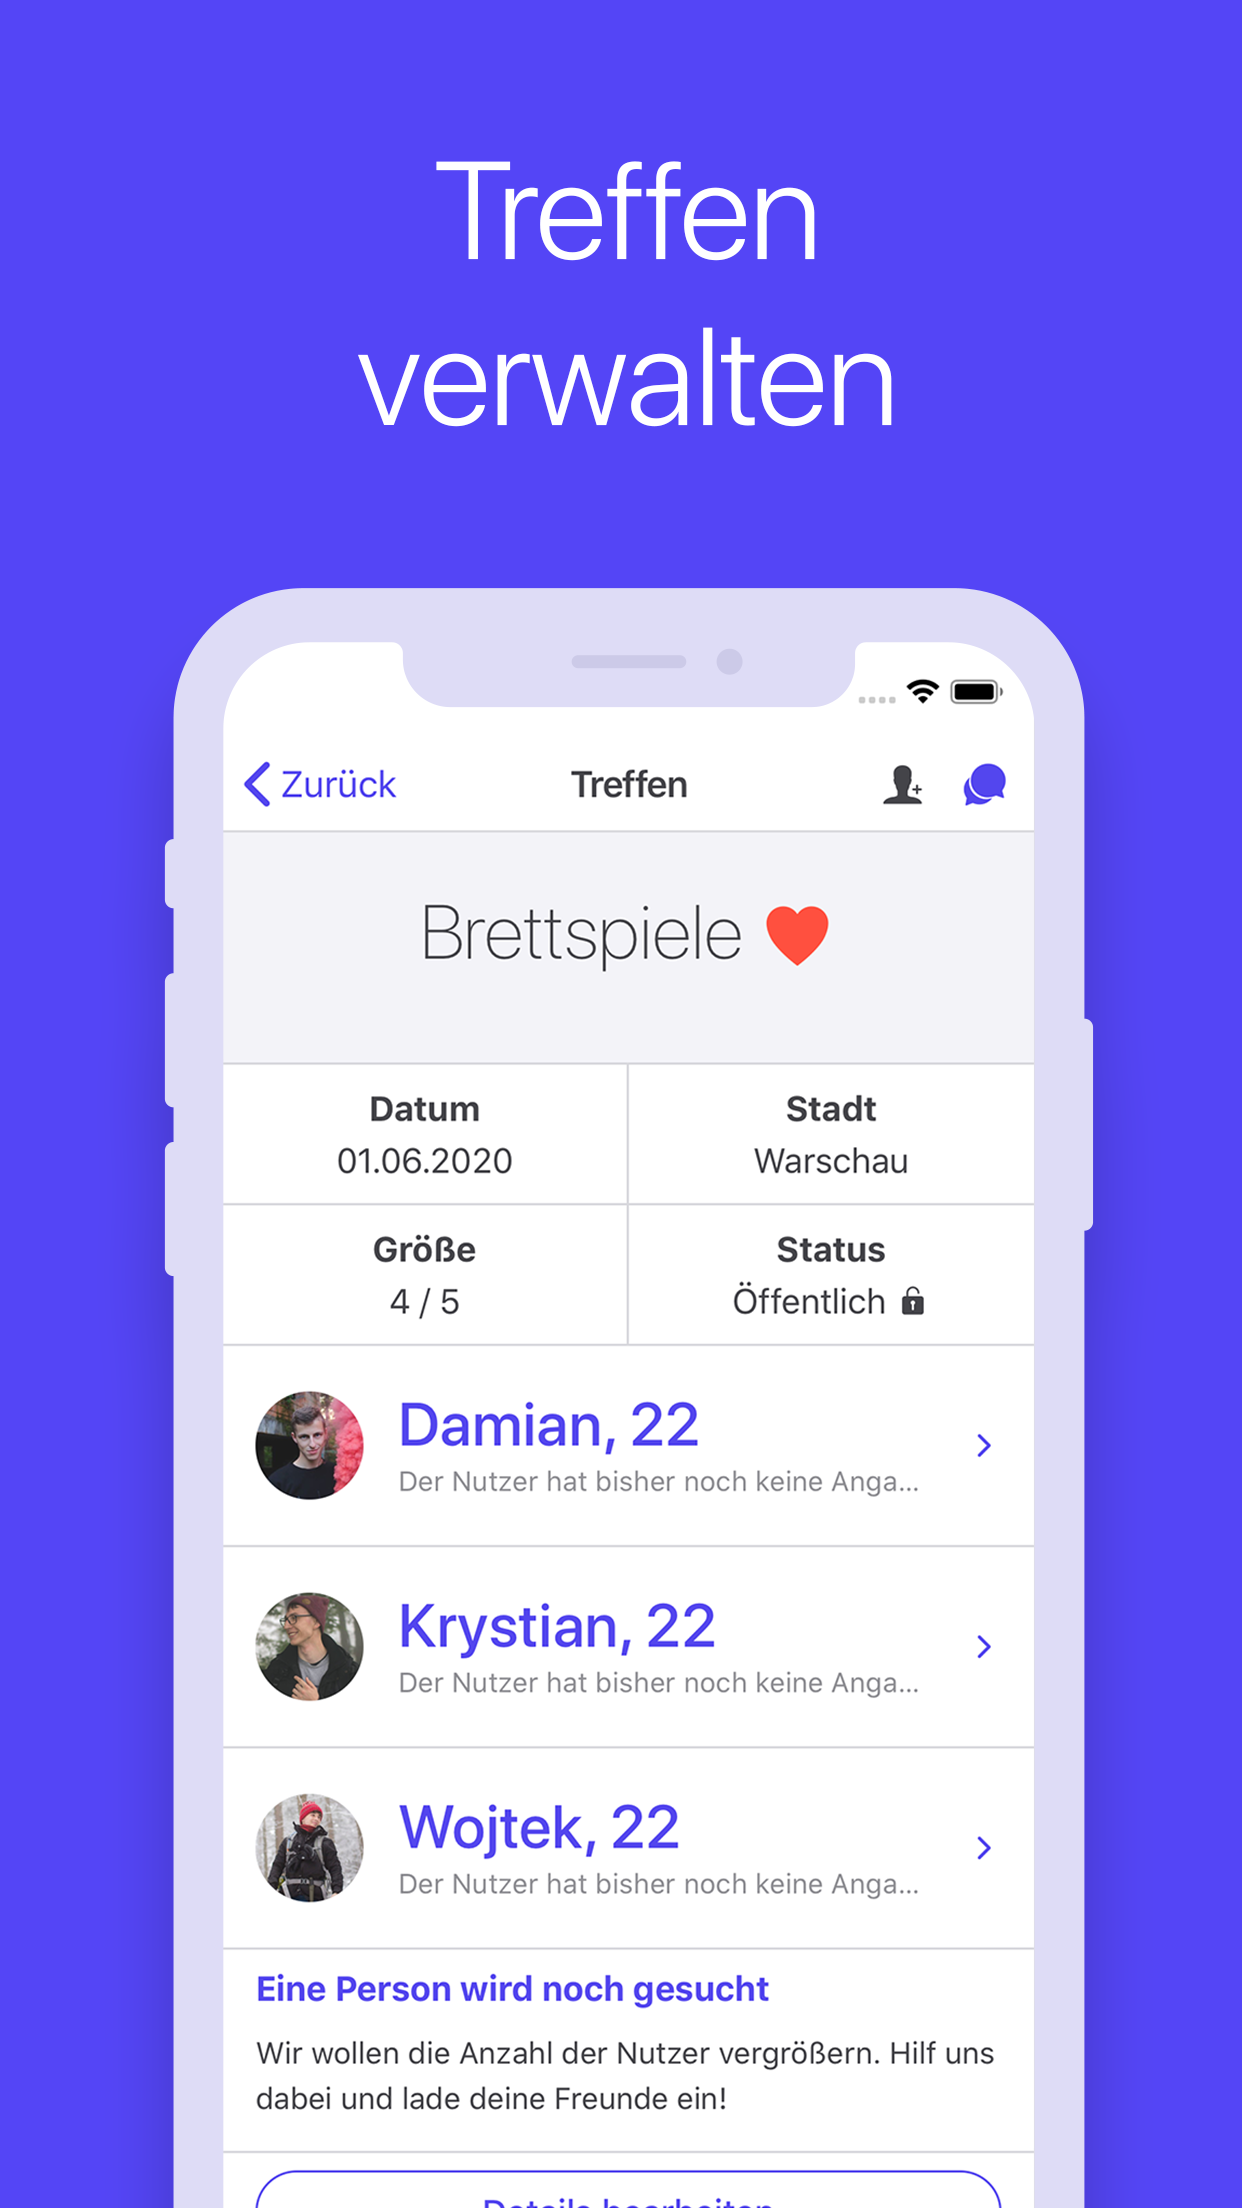 Treffen
verwalten
Zurück
Treffen
Brettspiele
Datum
Stadt
01.06.2020
Warschau
Größe
Status
4 / 5
Öffentlich
Damian, 22
Der Nutzer hat bisher noch keine Anga...
Krystian, 22
Der Nutzer hat bisher noch keine Anga...
Wojtek, 22
Der Nutzer hat bisher noch keine Anga...
Eine Person wird noch gesucht
Wir wollen die Anzahl der Nutzer vergrößern. Hilf uns
dabei und lade deine Freunde ein!
Details bearbeiten